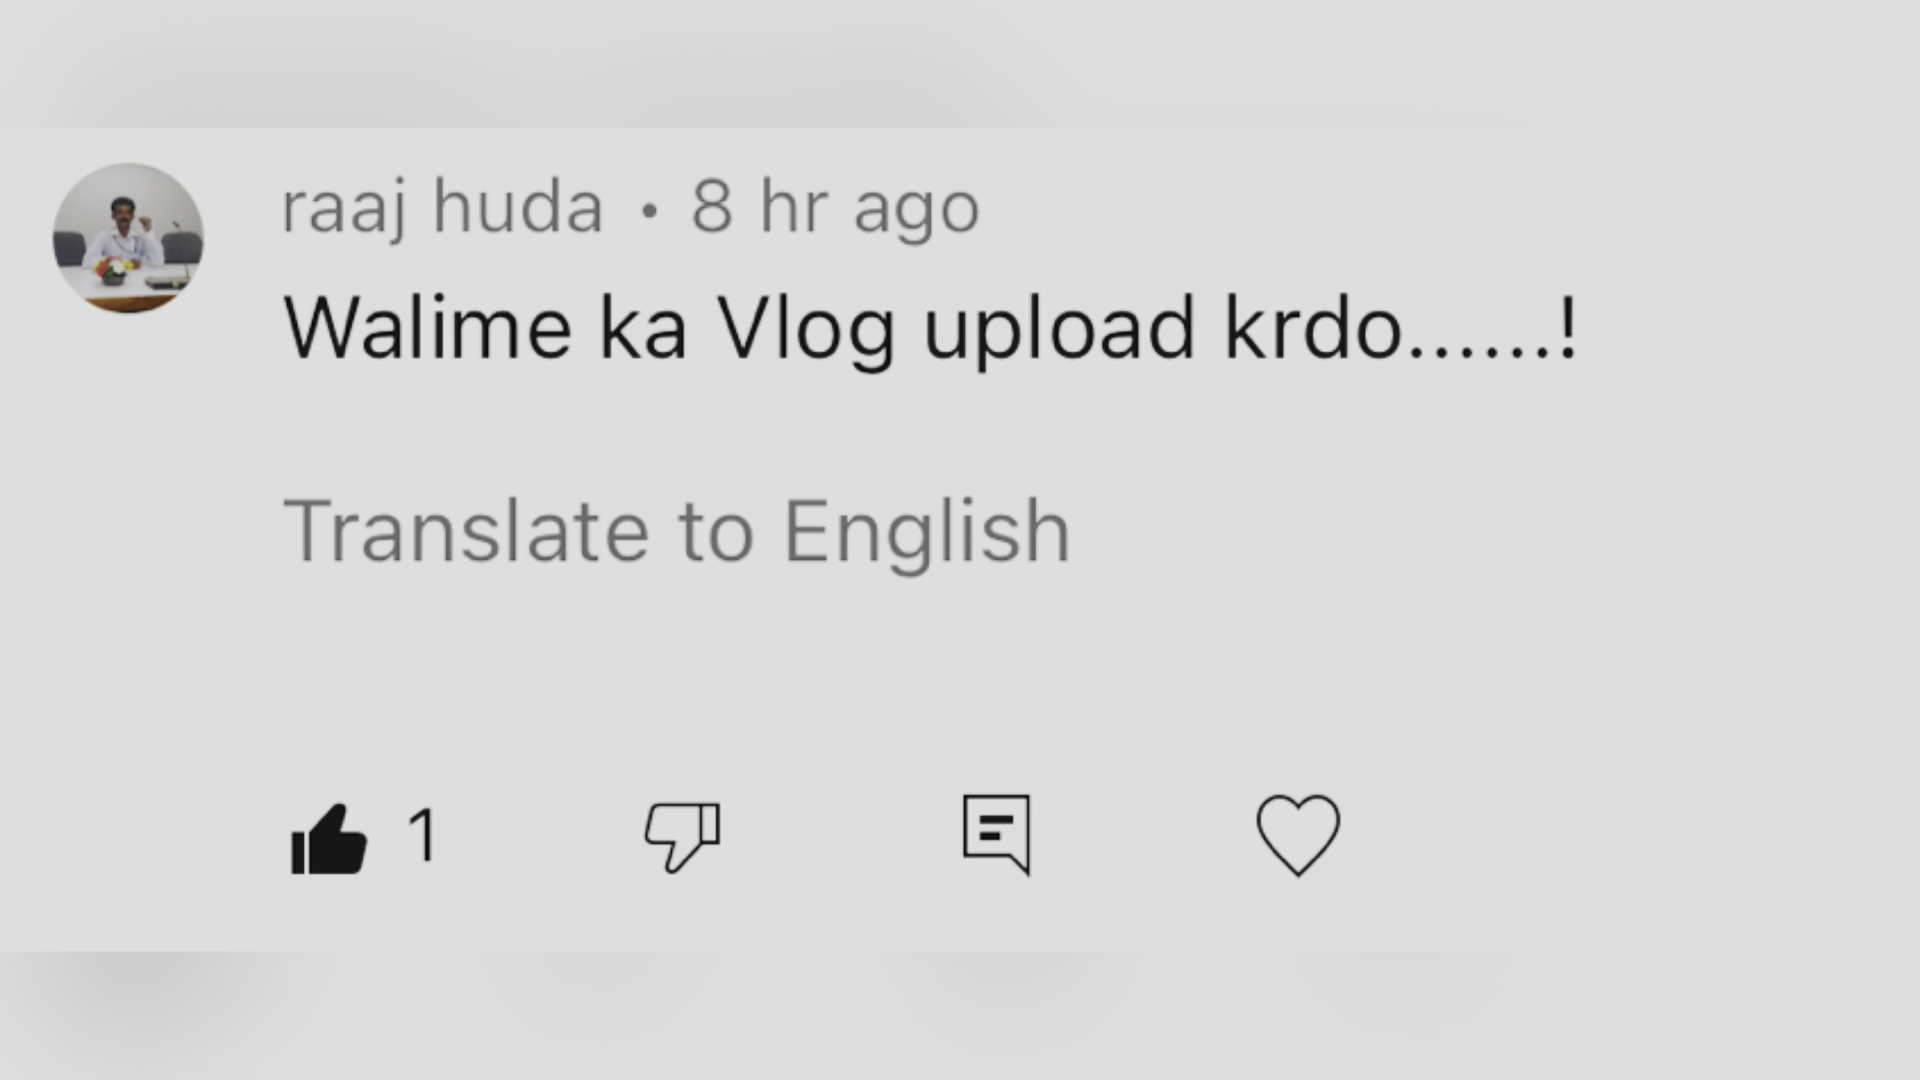 raaj huda • 8 hr ago
Walime ka Vlog upload krdo......!
Translate to English
1